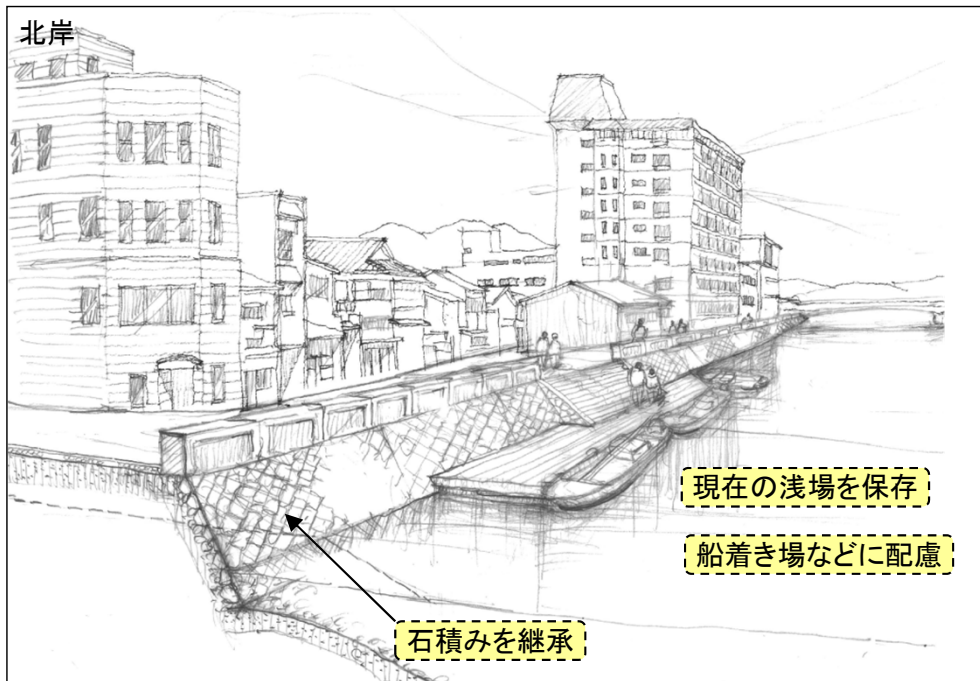 北岸
現在の浅場を保存
船着き場などに配慮
石積みを継承